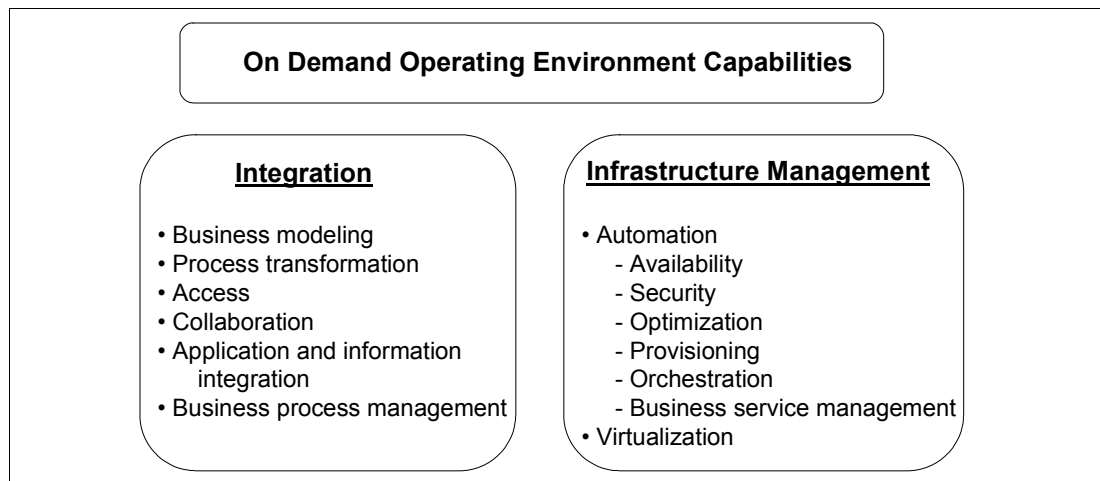 On Demand Operating Environment Capabilities
Integration
• Business modeling
• Process transformation
• Access
• Collaboration
• Application and information
integration
• Business process management
Infrastructure Management
• Automation
- Availability
- Security
- Optimization
- Provisioning
- Orchestration
- Business service management
• Virtualization